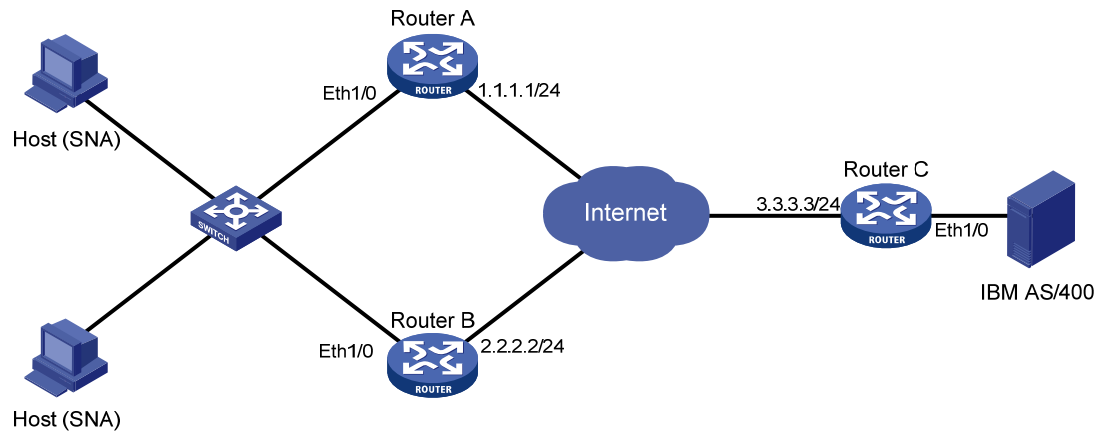 Router A
Eth1/0
ROUTER
1.1.1.1/24
Host (SNA)
SWITCH
Internet
Router C
3.3.3.3/24
ROUTER
Eth1/0
IBM AS/400
Router B
Eth1/0
ROUTER
2.2.2.2/24
Host (SNA)